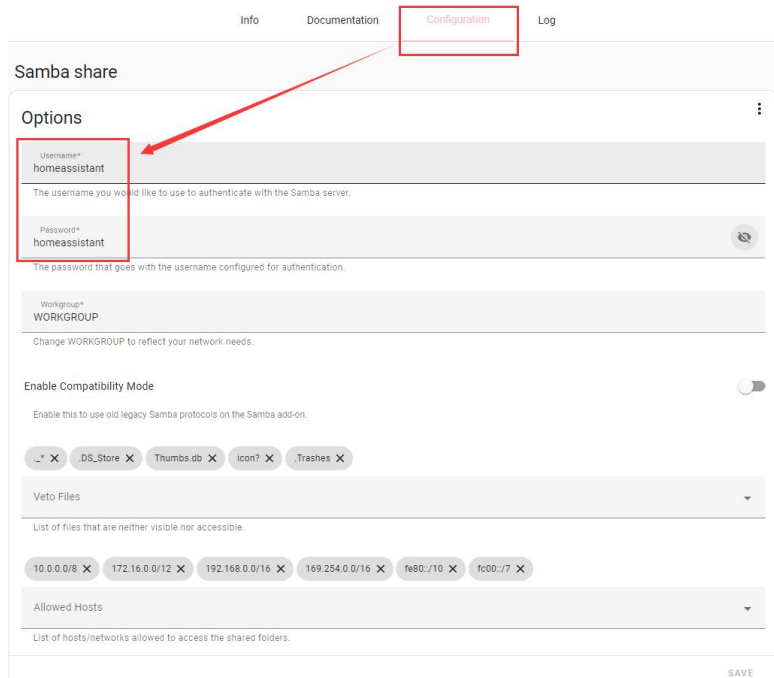 Info Documentation Configuration Log
Samba share
Options
Username*
homeassistant
The username you would like to use to authenticate with the Samba server.
Password*
homeassistant
The password that goes with the username configured for authentication.
Workgroup*
WORKGROUP
Change WORKGROUP to reflect your network needs.
Enable Compatibility Mode
Enable this to use old legacy Samba protocols on the Samba add-on.
._* .DS_Store Thumbs.db icon? .Trashes
Veto Files
List of files that are neither visible nor accessible.
10.0.0.0/8 172.16.0.0/12 192.168.0.0/16 169.254.0.0/16 fe80::/10 fc00::/7
Allowed Hosts
List of hosts/networks allowed to access the shared folders.
SAVE